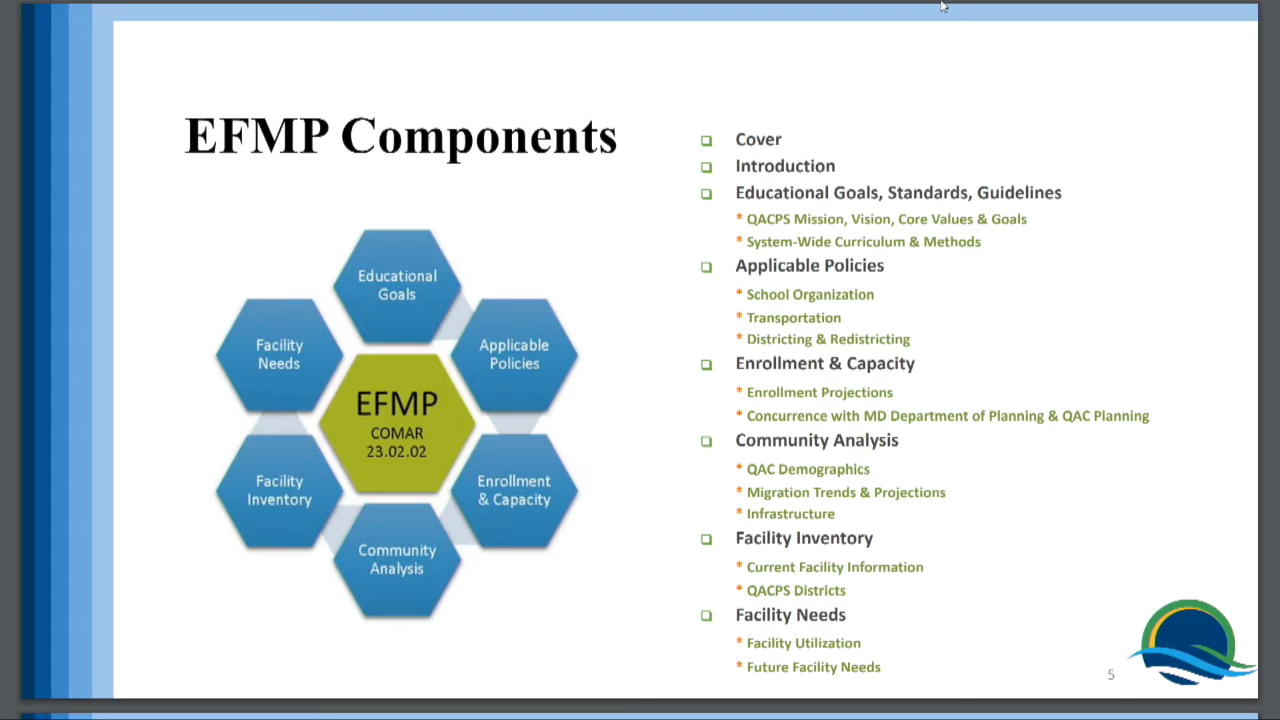 EFMP Components
Educational
Goals
Applicable
Policies
Enrollment
& Capacity
Community
Analysis
Facility
Inventory
Facility
Needs
EFMP
COMAR
23.02.02
Cover
Introduction
Educational Goals, Standards, Guidelines
* QACPS Mission, Vision, Core Values & Goals
* System-Wide Curriculum & Methods
Applicable Policies
* School Organization
* Transportation
* Districting & Redistricting
Enrollment & Capacity
* Enrollment Projections
* Concurrence with MD Department of Planning & QAC Planning
Community Analysis
* QAC Demographics
* Migration Trends & Projections
* Infrastructure
Facility Inventory
* Current Facility Information
* QACPS Districts
Facility Needs
* Facility Utilization
* Future Facility Needs
5